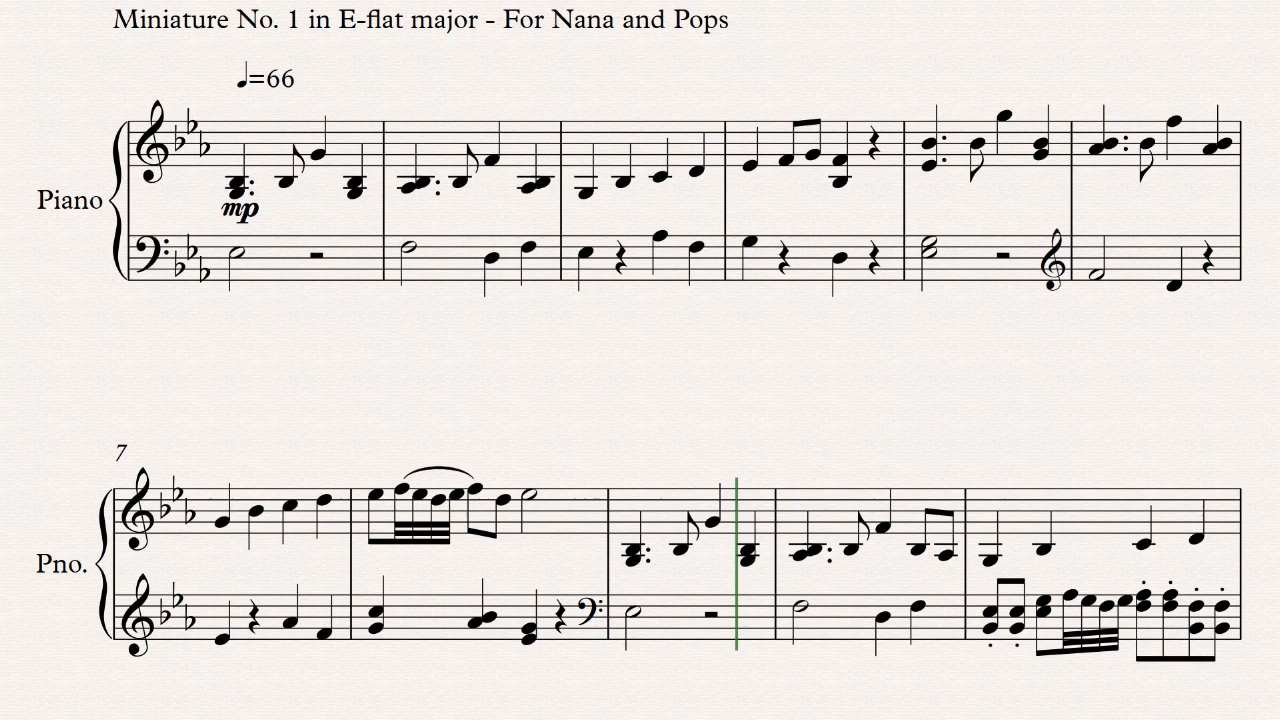 Miniature No. 1 in E-flat major - For Nana and Pops
♩=66
Piano
mp
7
Pno.